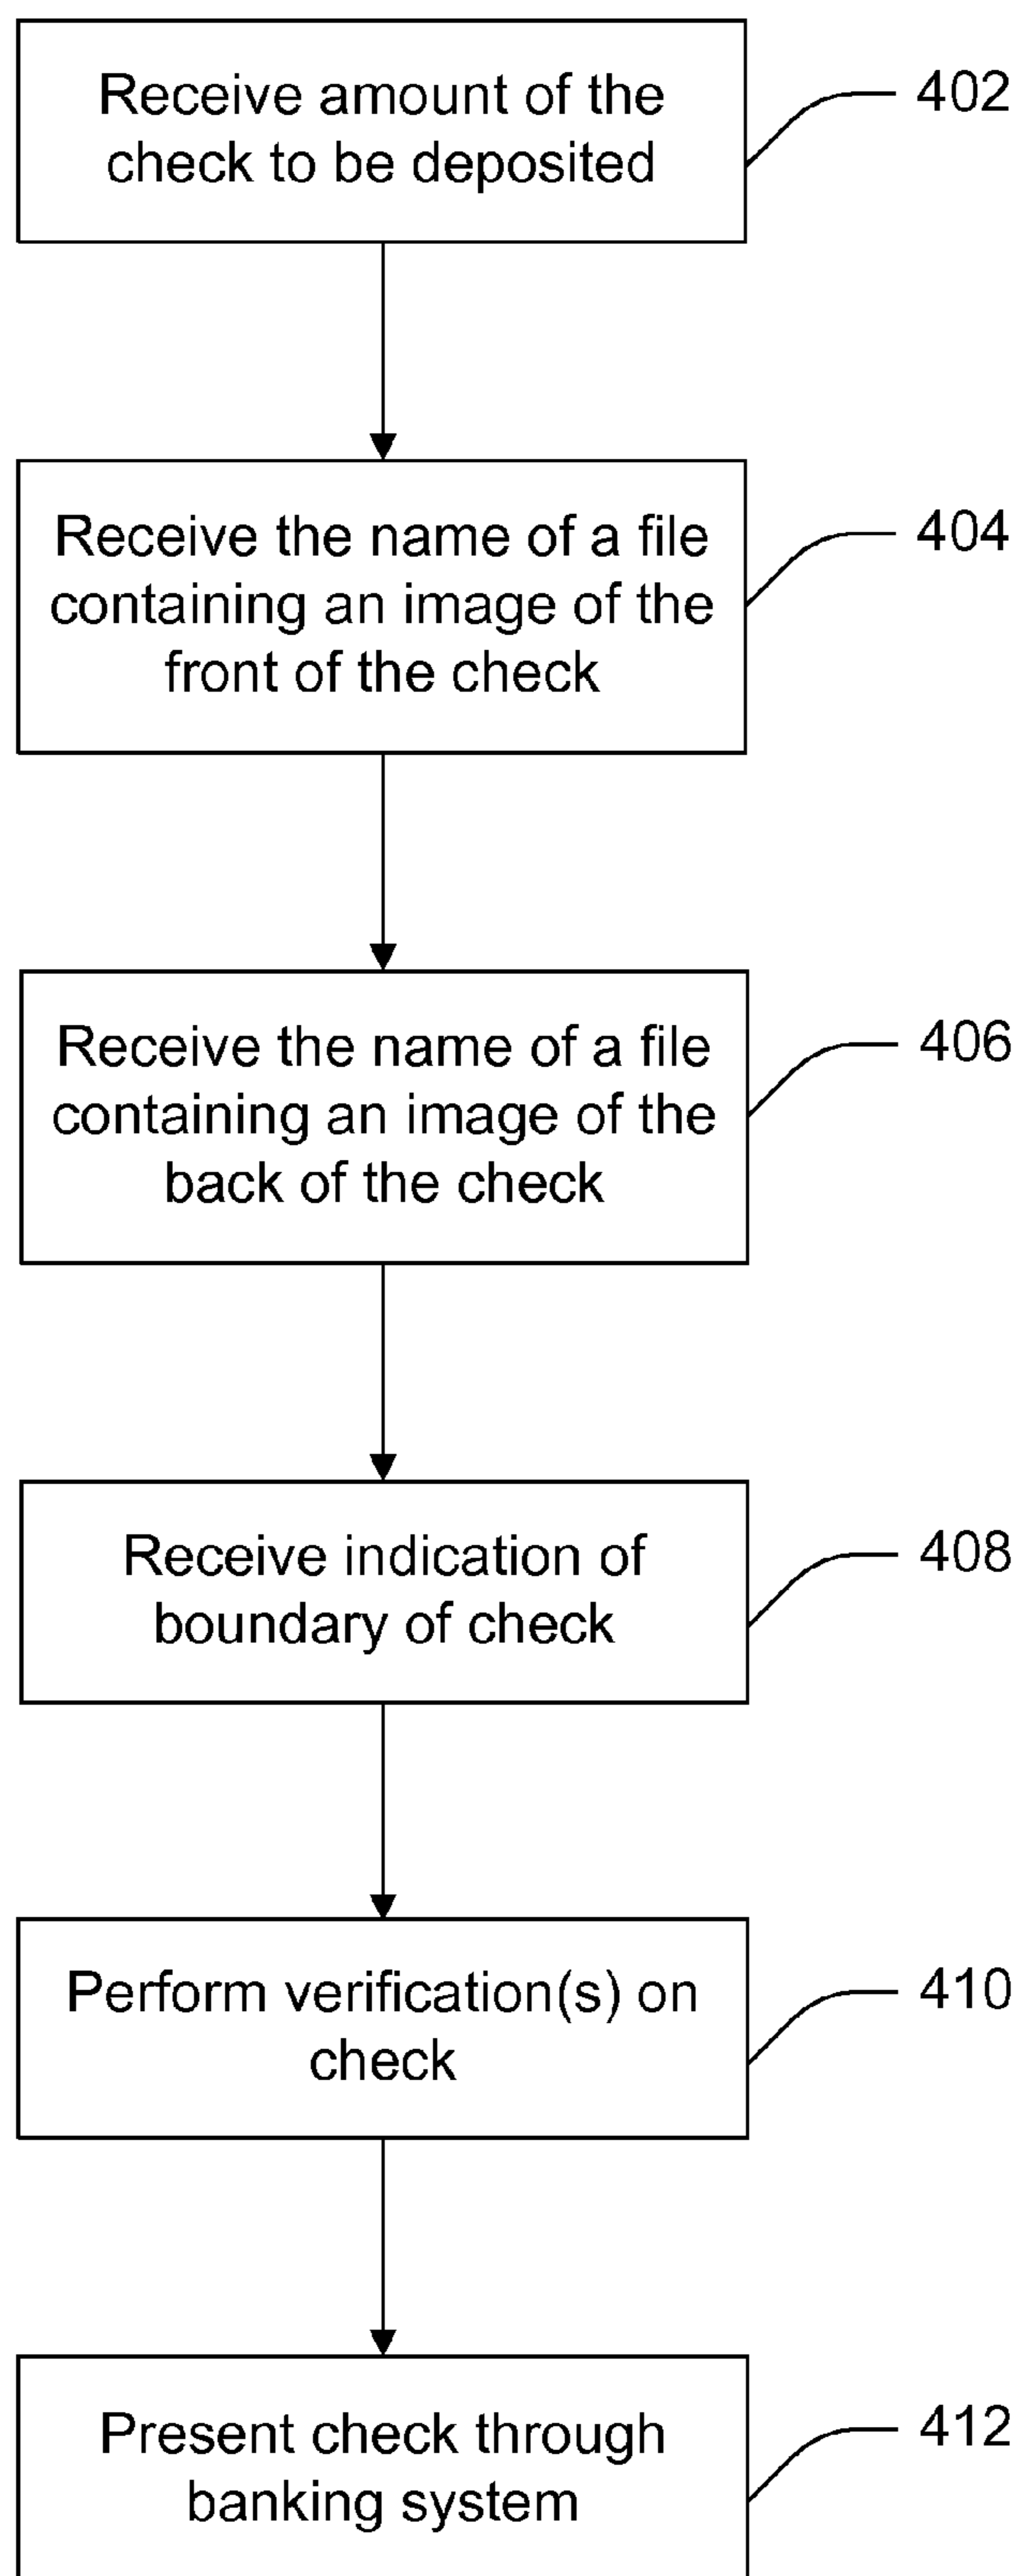 Receive amount of the
check to be deposited
402
Receive the name of a file
containing an image of the
front of the check
404
Receive the name of a file
containing an image of the
back of the check
406
Receive indication of
boundary of check
408
Perform verification(s) on
check
410
Present check through
banking system
412